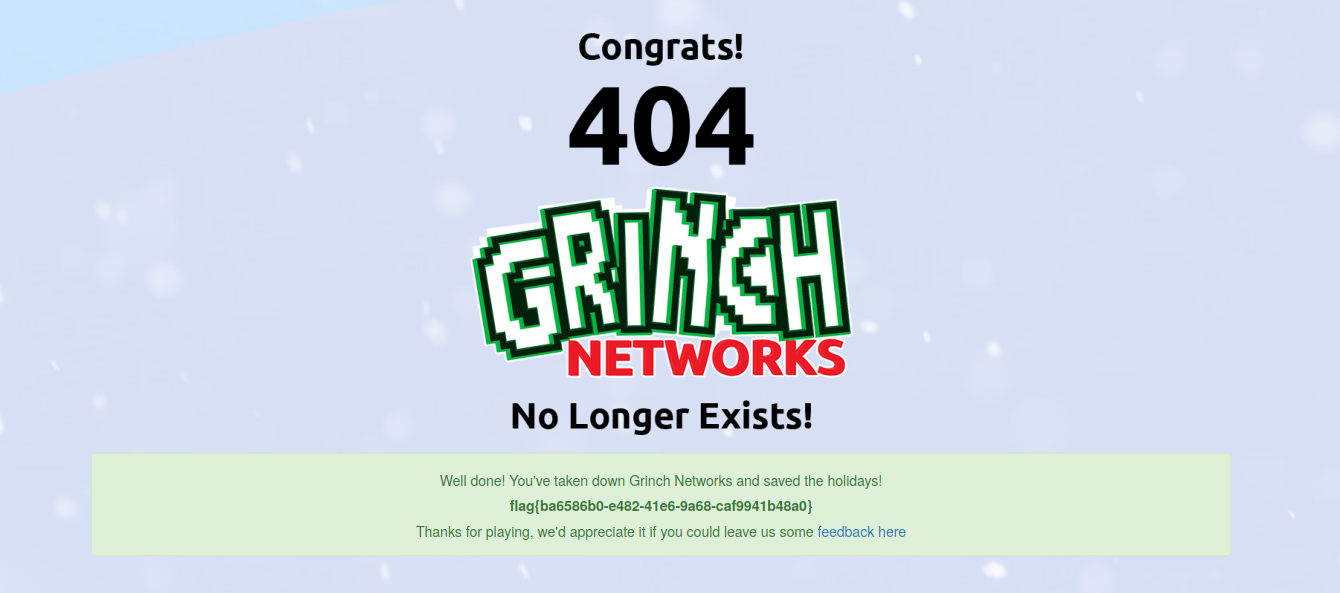 Congrats!
404
GRINCH
NETWORKS
No Longer Exists!
Well done! You've taken down Grinch Networks and saved the holidays!
flag{ba6586b0-e482-41e6-9a68-caf9941b48a0}
Thanks for playing, we'd appreciate it if you could leave us some feedback here